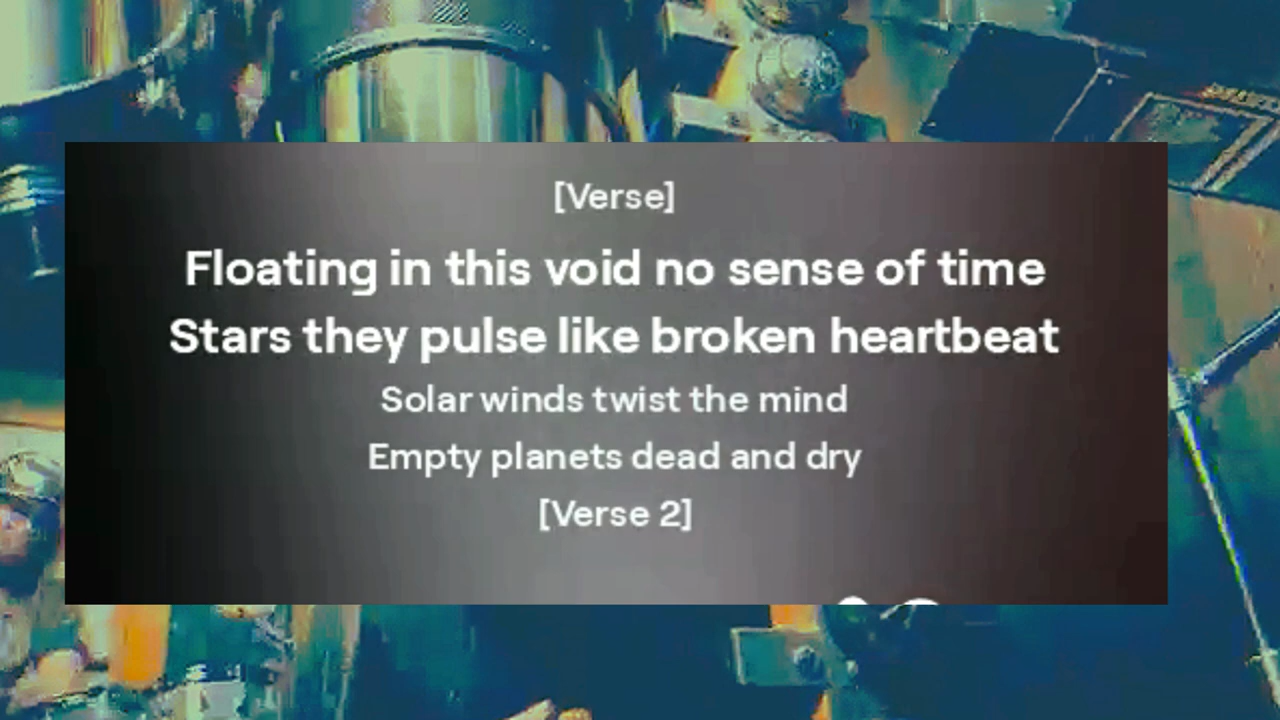 [Verse]
Floating in this void no sense of time
Stars they pulse like broken heartbeat
Solar winds twist the mind
Empty planets dead and dry
[Verse 2]